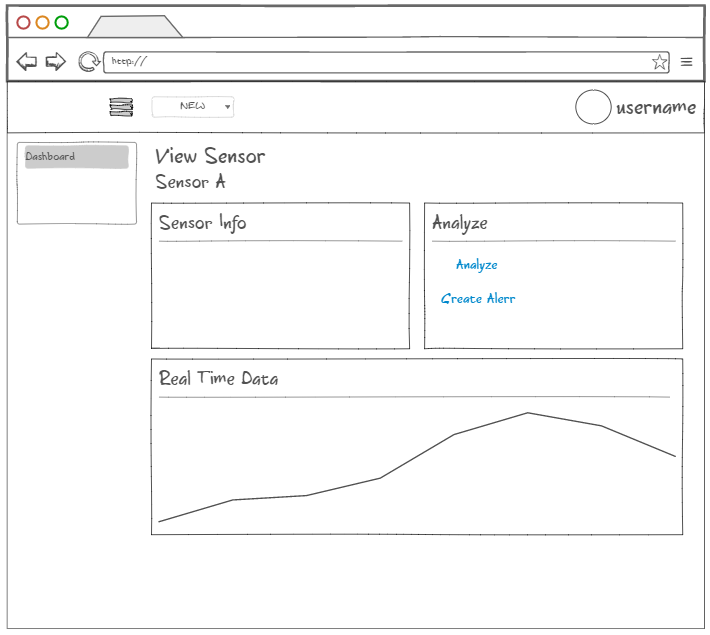 http://
NEW
username
Dashboard
View Sensor
Sensor A
Sensor Info
Analyze
Analyze
Create Alerr
Real Time Data